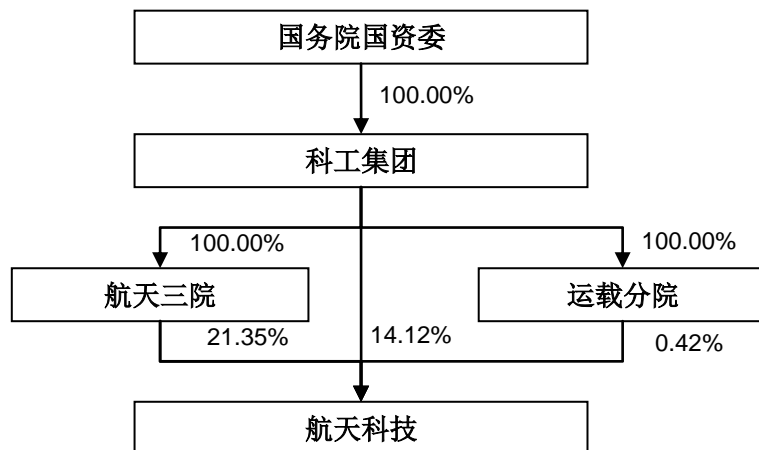 国务院国资委
100.00%
科工集团
100.00%
100.00%
航天三院
运载分院
21.35%
14.12%
0.42%
航天科技